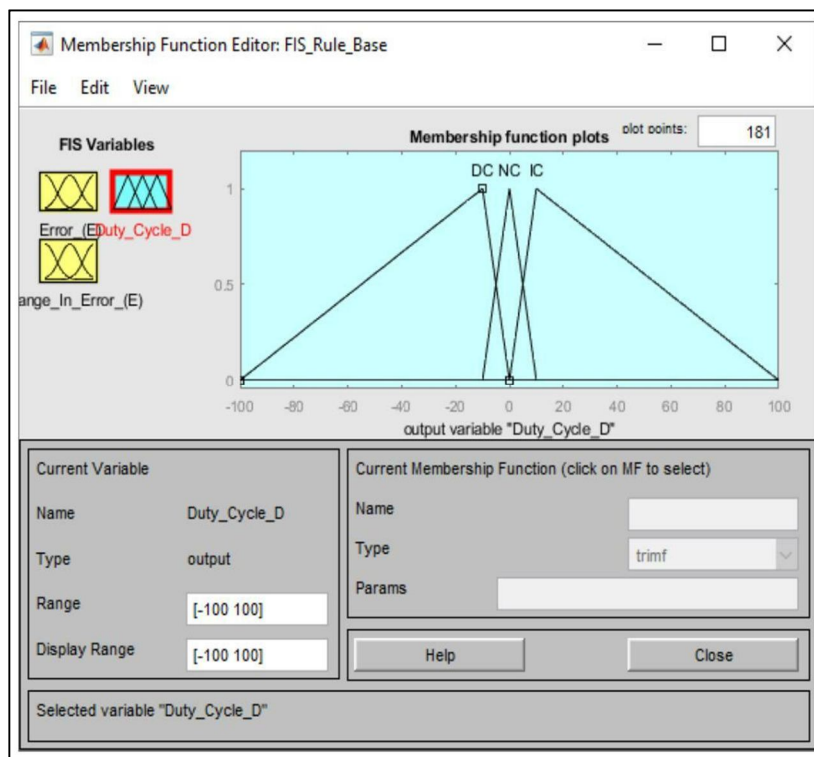 Membership Function Editor: FIS_Rule_Base
File Edit View
FIS Variables
Error_(E)
Duty_Cycle_D
ange_In_Error_(E)
Membership function plots
plot points: 181
DC NC IC
1
0.5
0
-100 -80 -60 -40 -20 0 20 40 60 80 100
output variable "Duty_Cycle_D"
Current Variable
Name Duty_Cycle_D
Type output
Range [-100 100]
Display Range [-100 100]
Current Membership Function (click on MF to select)
Name
Type trimf
Params
Help Close
Selected variable "Duty_Cycle_D"